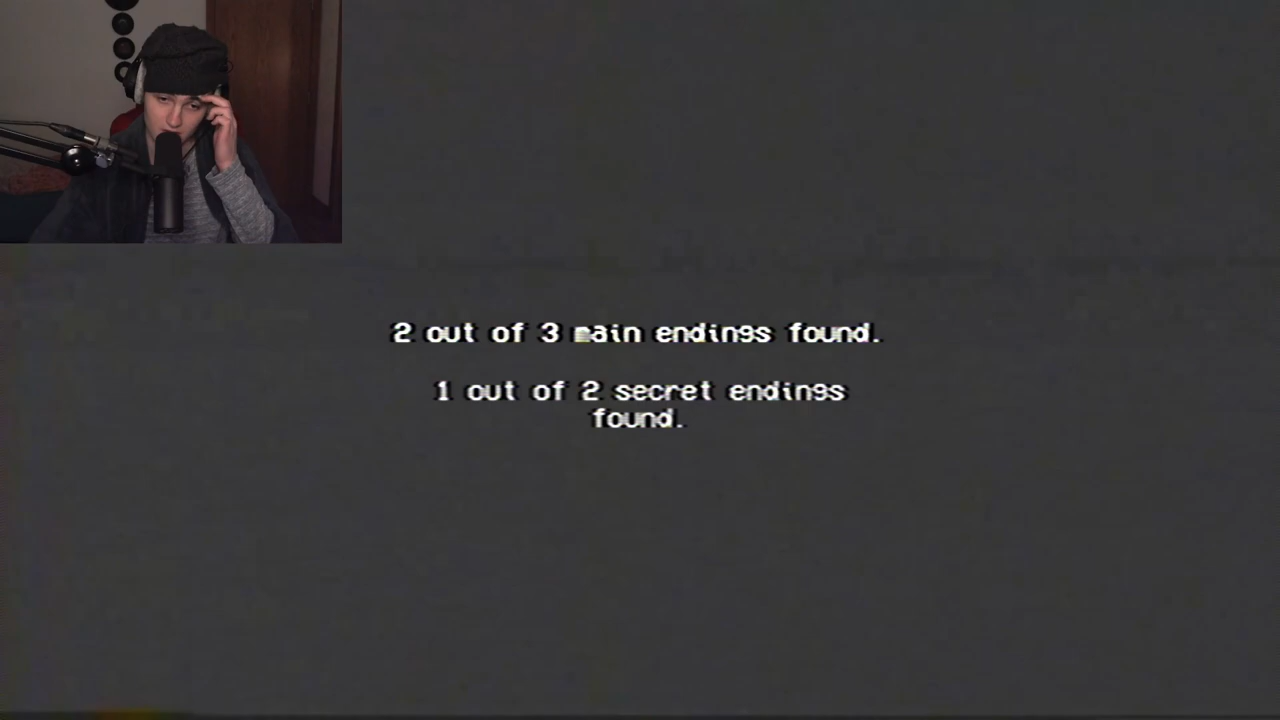 2 out of 3 main endings found.
1 out of 2 secret endings
found.